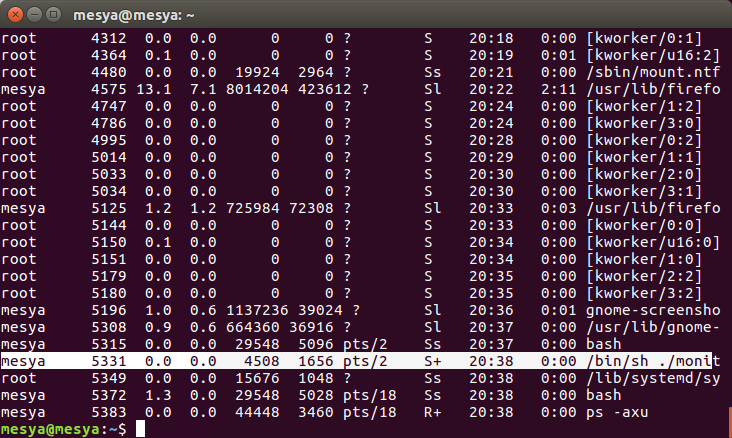 mesya@mesya: ~
root 4312 0.0 0.0 0 0 ? S 20:18 0:00 [kworker/0:1]
root 4364 0.1 0.0 0 0 ? S 20:19 0:01 [kworker/u16:2]
root 4480 0.0 0.0 19924 2964 ? Ss 20:21 0:00 /sbin/mount.ntf
mesya 4575 13.1 7.1 8014204 423612 ? Sl 20:22 2:11 /usr/lib/firefo
root 4747 0.0 0.0 0 0 ? S 20:24 0:00 [kworker/1:2]
root 4786 0.0 0.0 0 0 ? S 20:24 0:00 [kworker/3:0]
root 4995 0.0 0.0 0 0 ? S 20:28 0:00 [kworker/0:2]
root 5014 0.0 0.0 0 0 ? S 20:29 0:00 [kworker/1:1]
root 5033 0.0 0.0 0 0 ? S 20:30 0:00 [kworker/2:0]
root 5034 0.0 0.0 0 0 ? S 20:30 0:00 [kworker/3:1]
mesya 5125 1.2 1.2 725984 72308 ? Sl 20:33 0:03 /usr/lib/firefo
root 5144 0.0 0.0 0 0 ? S 20:34 0:00 [kworker/0:0]
root 5150 0.1 0.0 0 0 ? S 20:34 0:00 [kworker/u16:0]
root 5151 0.0 0.0 0 0 ? S 20:34 0:00 [kworker/1:0]
root 5179 0.0 0.0 0 0 ? S 20:35 0:00 [kworker/2:2]
root 5180 0.0 0.0 0 0 ? S 20:35 0:00 [kworker/3:2]
mesya 5196 1.0 0.6 1137236 39024 ? Sl 20:36 0:01 gnome-screensho
mesya 5308 0.9 0.6 664360 36916 ? Sl 20:37 0:00 /usr/lib/gnome-
mesya 5315 0.0 0.0 29548 5096 pts/2 Ss 20:37 0:00 bash
mesya 5331 0.0 0.0 4508 1656 pts/2 S+ 20:38 0:00 /bin/sh ./monit
root 5349 0.0 0.0 15676 1048 ? Ss 20:38 0:00 /lib/systemd/sy
mesya 5372 1.3 0.0 29548 5028 pts/18 Ss 20:38 0:00 bash
mesya 5383 0.0 0.0 44448 3460 pts/18 R+ 20:38 0:00 ps -axu
mesya@mesya:~$